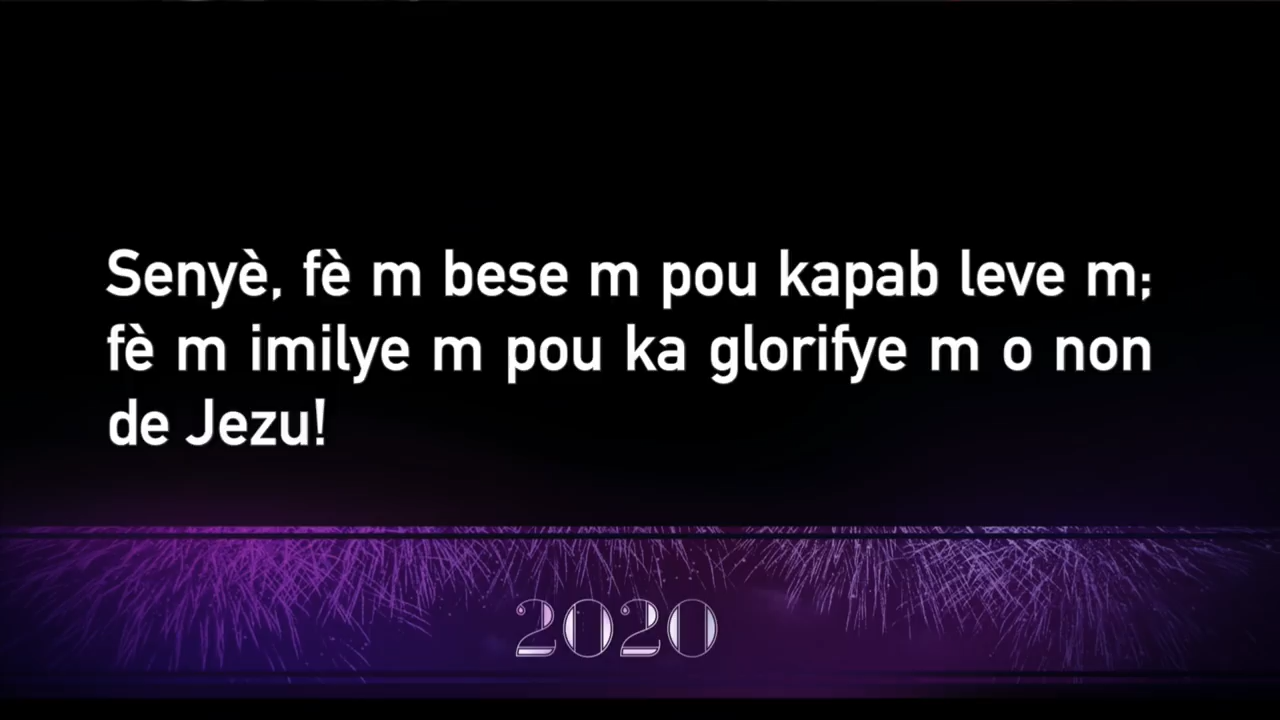 Senyè, fè m bese m pou kapab leve m;
fè m imilye m pou ka glorifye m o non
de Jezu!
2020